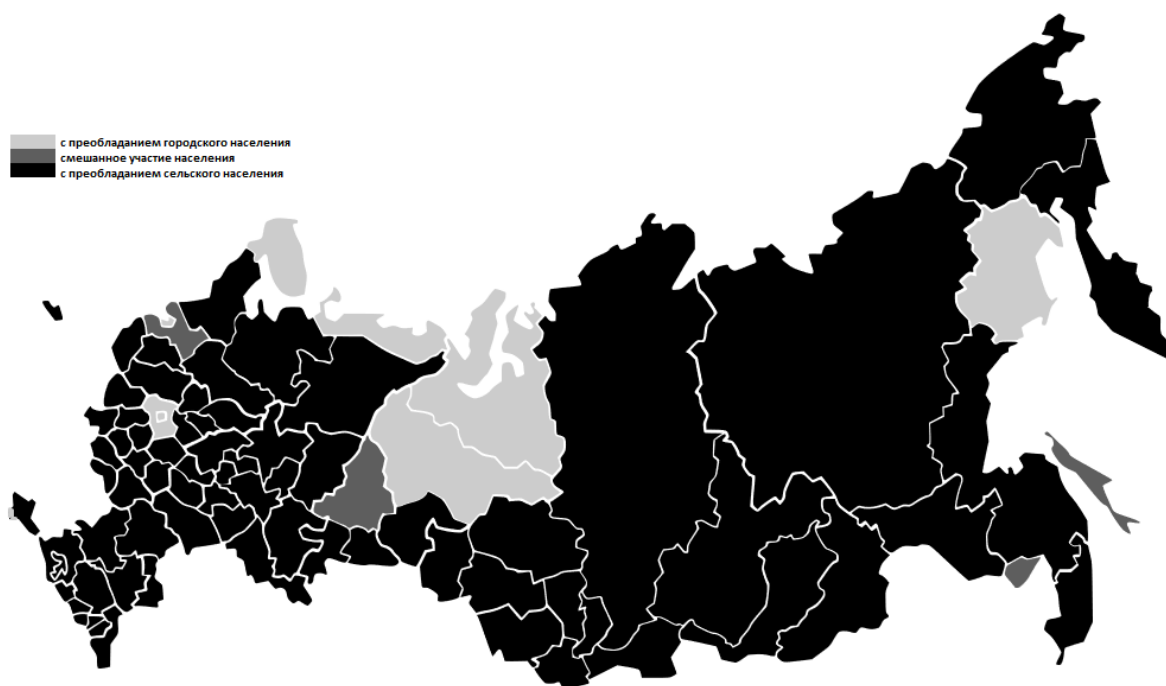 с преобладанием городского населения
смешанное участие населения
с преобладанием сельского населения